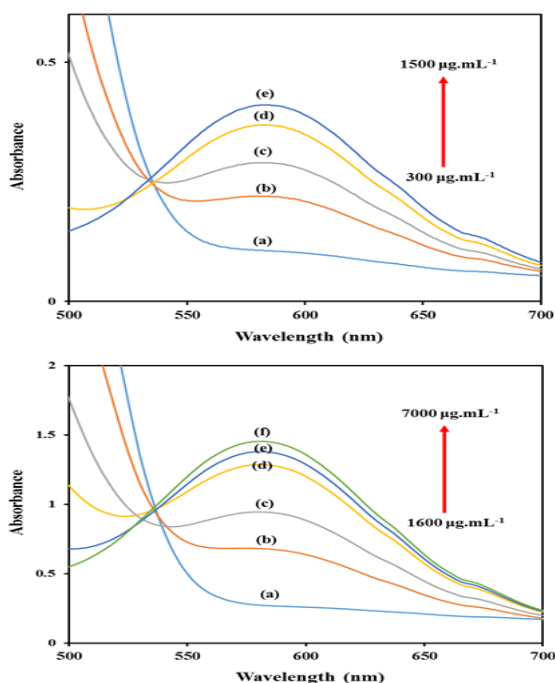 0.5
0
Absorbance
1500 µg.mL⁻¹
300 µg.mL⁻¹
(e)
(d)
(c)
(b)
(a)
500 550 600 650 700
Wavelength (nm)
2
1.5
1
0.5
0
Absorbance
7000 µg.mL⁻¹
1600 µg.mL⁻¹
(f)
(e)
(d)
(c)
(b)
(a)
500 550 600 650 700
Wavelength (nm)